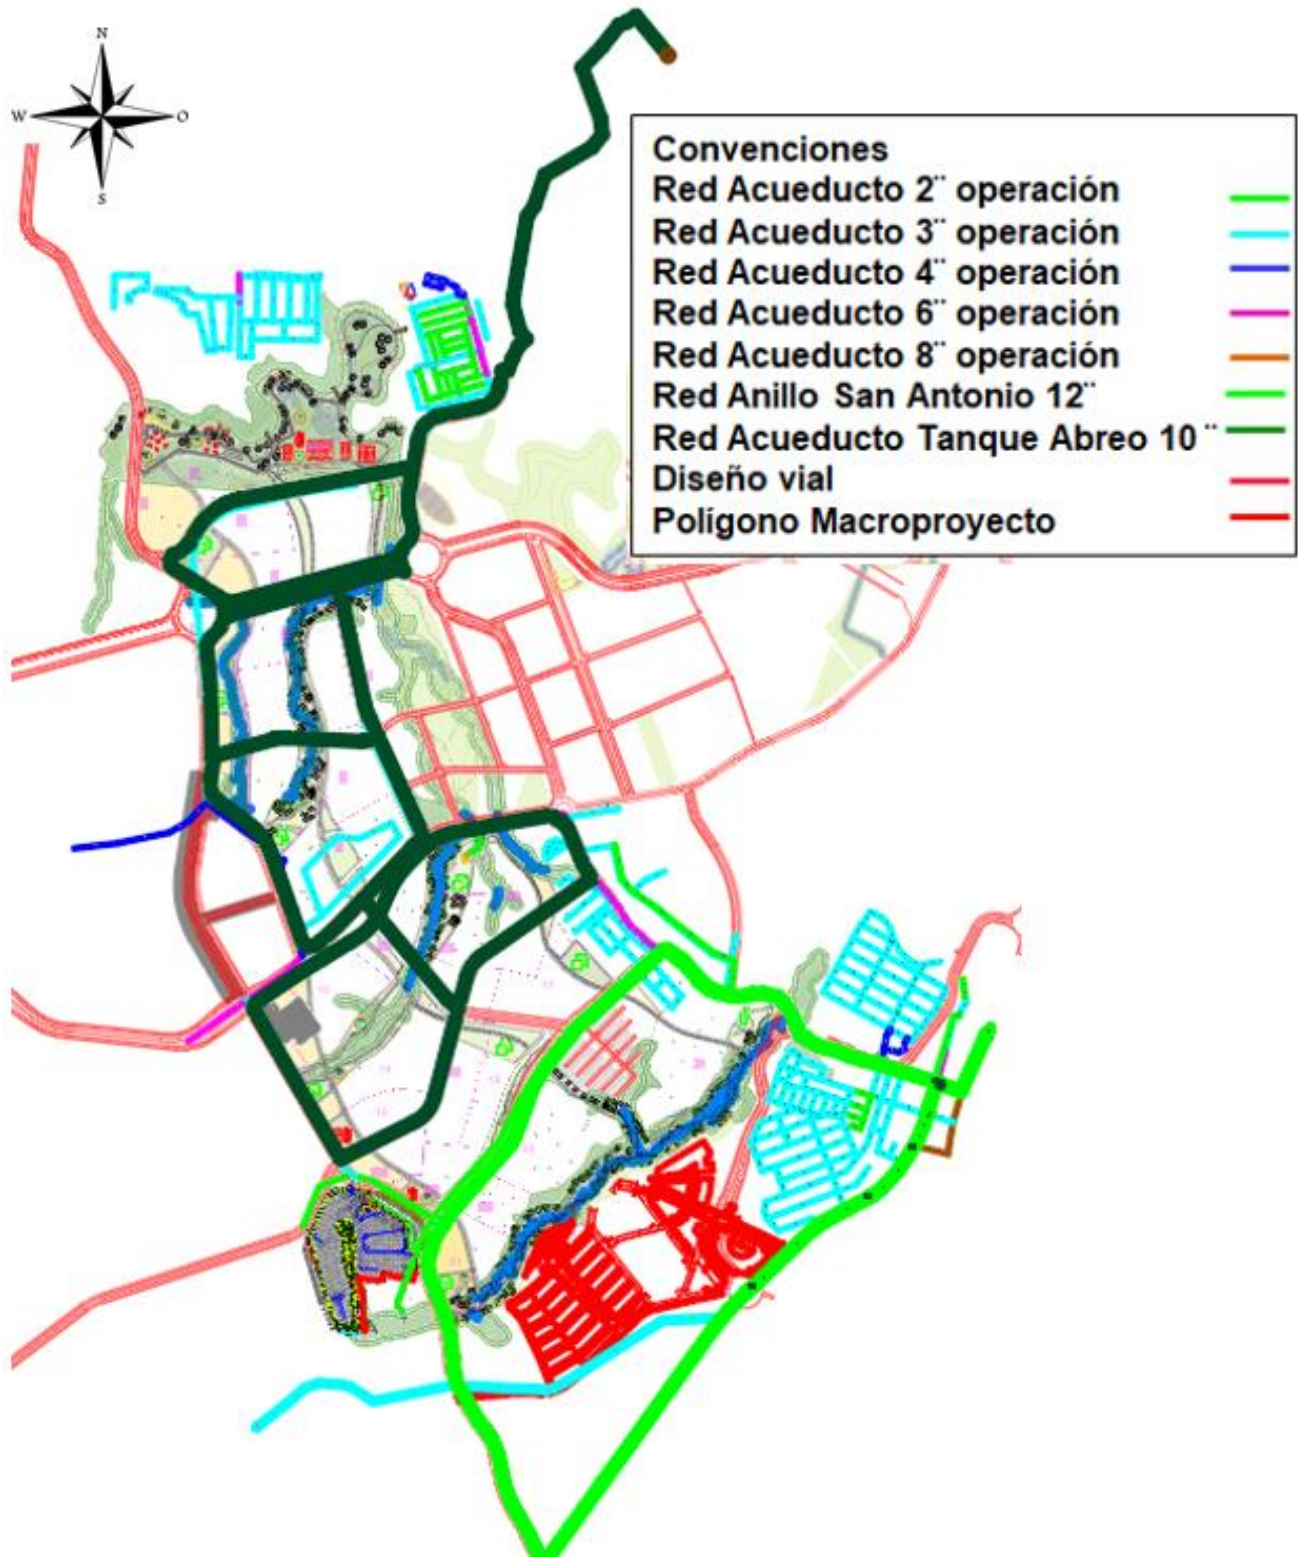 N
W
O
S
Convenciones
Red Acueducto 2¨ operación
Red Acueducto 3¨ operación
Red Acueducto 4¨ operación
Red Acueducto 6¨ operación
Red Acueducto 8¨ operación
Red Anillo San Antonio 12¨
Red Acueducto Tanque Abreo 10 ¨
Diseño vial
Polígono Macroproyecto